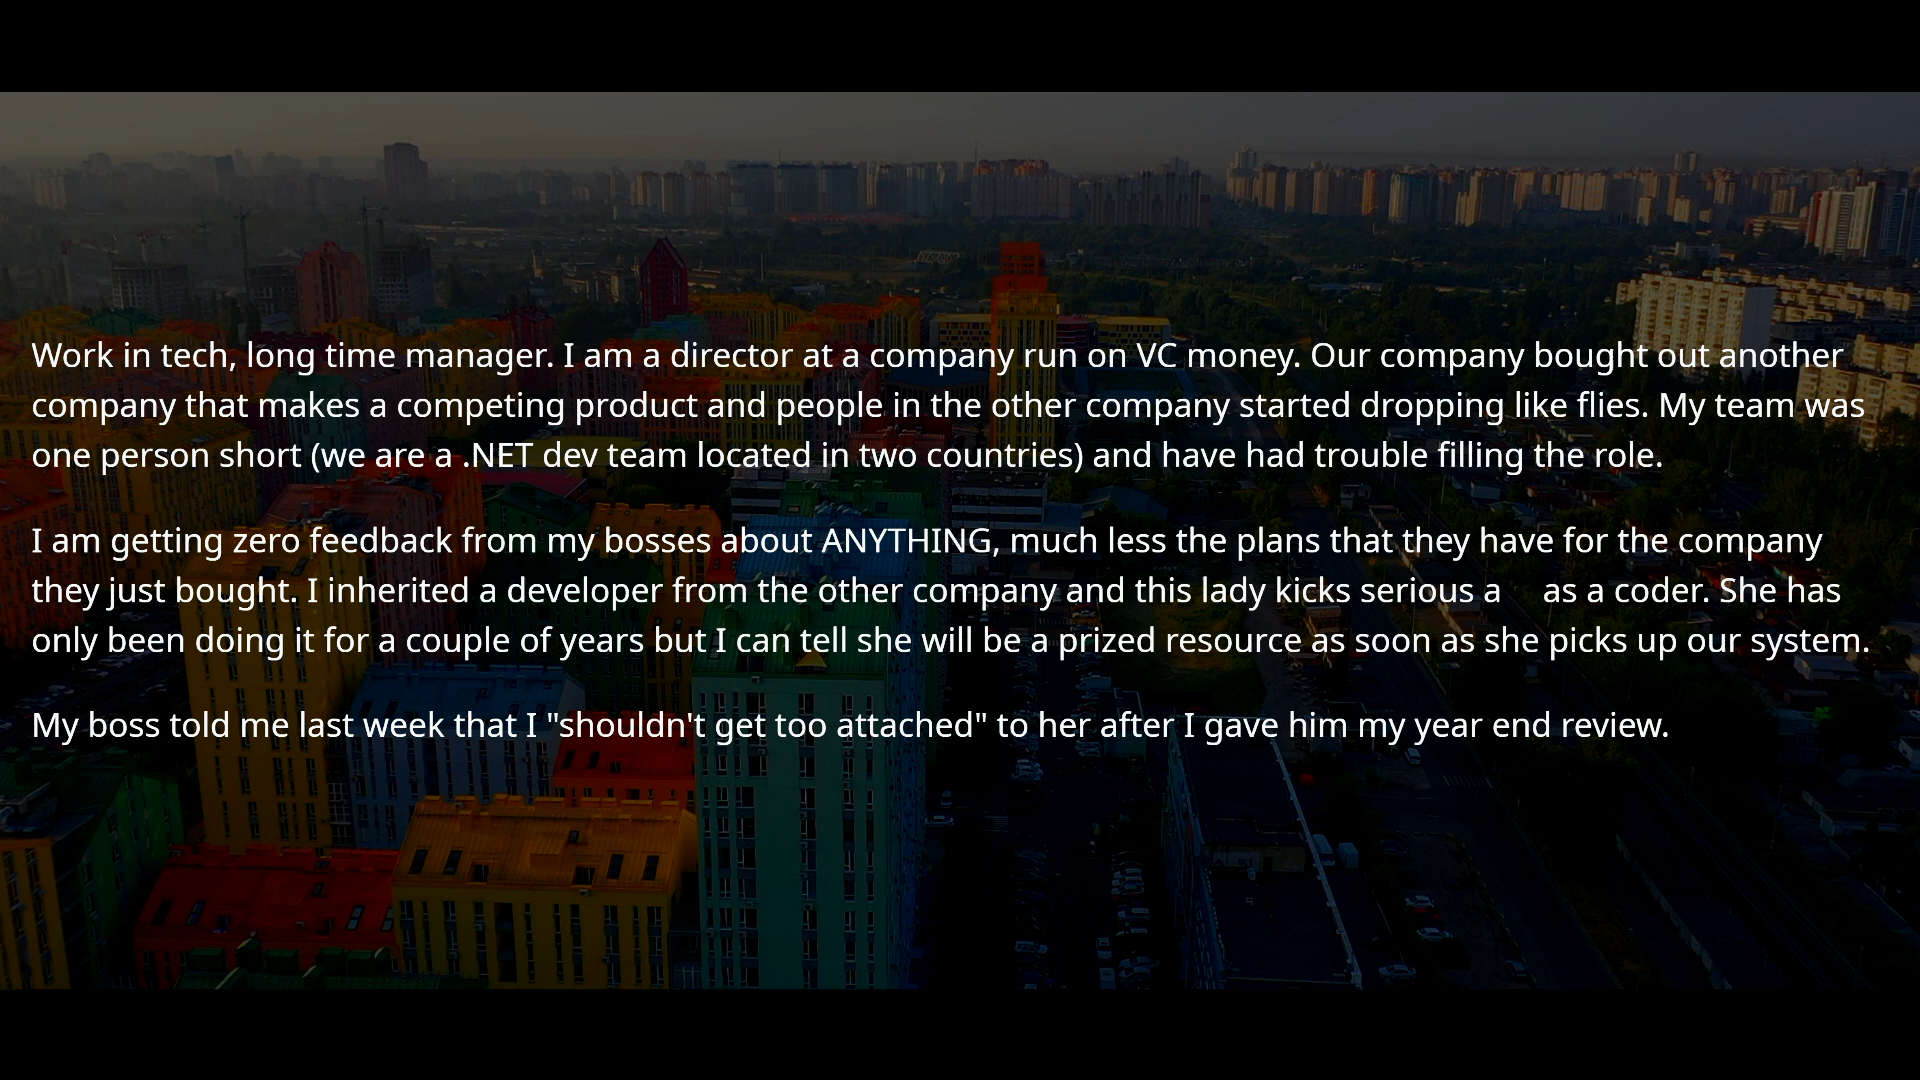 Work in tech, long time manager. I am a director at a company run on VC money. Our company bought out another
company that makes a competing product and people in the other company started dropping like flies. My team was
one person short (we are a .NET dev team located in two countries) and have had trouble filling the role.
I am getting zero feedback from my bosses about ANYTHING, much less the plans that they have for the company
they just bought. I inherited a developer from the other company and this lady kicks serious a as a coder. She has
only been doing it for a couple of years but I can tell she will be a prized resource as soon as she picks up our system.
My boss told me last week that I "shouldn't get too attached" to her after I gave him my year end review.